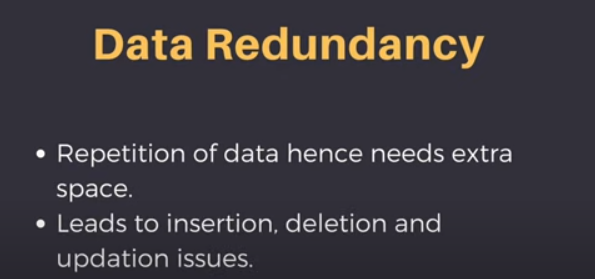 Data Redundancy
• Repetition of data hence needs extra
space.
• Leads to insertion, deletion and
updation issues.